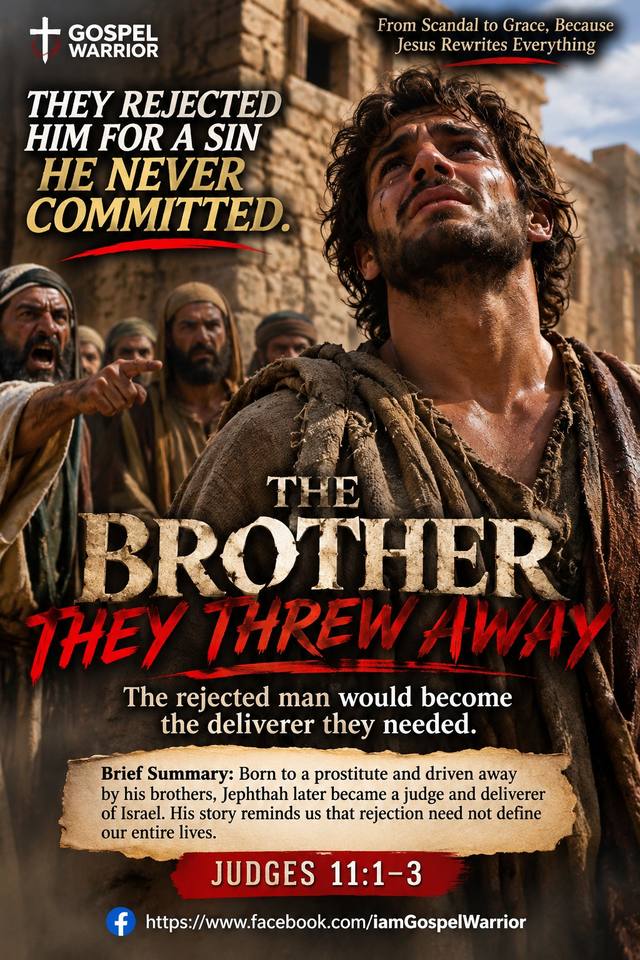 GOSPEL
WARRIOR
From Scandal to Grace, Because
Jesus Rewrites Everything
THEY REJECTED
HIM FOR A SIN
HE NEVER
COMMITTED.
THE
BROTHER
THEY THREW AWAY
The rejected man would become
the deliverer they needed.
Brief Summary: Born to a prostitute and driven away
by his brothers, Jephthah later became a judge and deliverer
of Israel. His story reminds us that rejection need not define
our entire lives.
JUDGES 11:1–3
https://www.facebook.com/iamGospelWarrior